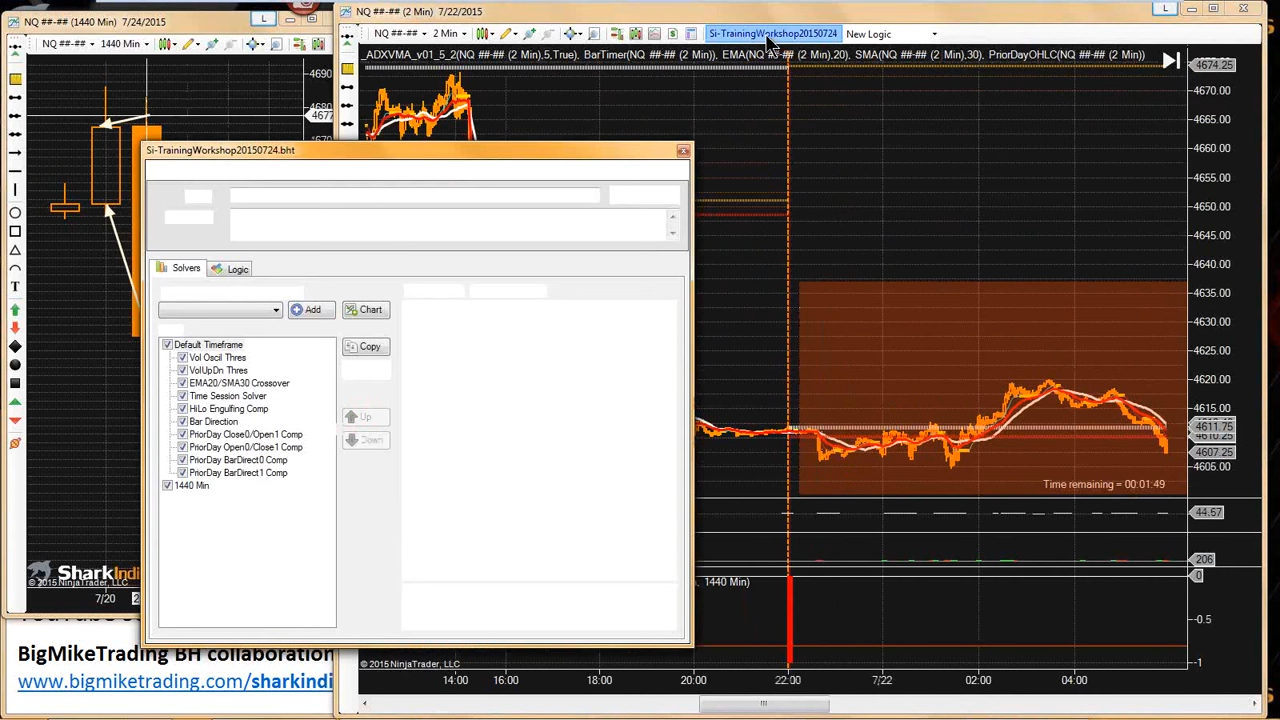 NQ ##-## (1440 Min) 7/24/2015
L
NQ ##-##
1440 Min
4690
4677
T
7/20
© 2015 NinjaTrader, LLC
BigMikeTrading BH collaboration
www.bigmiketrading.com/sharkindi
NQ ##-## (2 Min) 7/22/2015
L
NQ ##-##
2 Min
Si-TrainingWorkshop20150724
New Logic
_ADXVMA_v01_5_2(NQ ##-## (2 Min),5,True), BarTimer(NQ ##-## (2 Min)), EMA(NQ ##-## (2 Min),20), SMA(NQ ##-## (2 Min),30), PriorDayOHLC(NQ ##-## (2 Min))
4674.25
4670.00
4665.00
4660.00
4655.00
4650.00
4645.00
4640.00
4635.00
4630.00
4625.00
4620.00
4615.00
4611.75
4610.25
4607.25
4605.00
Time remaining = 00:01:49
44.57
206
1440 Min)
0
-0.5
-1
© 2015 NinjaTrader, LLC
14:00
16:00
18:00
20:00
22:00
7/22
02:00
04:00
Si-TrainingWorkshop20150724.bht
Solvers
Logic
Add
Chart
Copy
Up
Down
Default Timeframe
Vol Oscil Thres
VolUpDn Thres
EMA20/SMA30 Crossover
Time Session Solver
HiLo Engulfing Comp
Bar Direction
PriorDay Close0/Open1 Comp
PriorDay Open0/Close1 Comp
PriorDay BarDirect0 Comp
PriorDay BarDirect1 Comp
1440 Min
SharkIndi